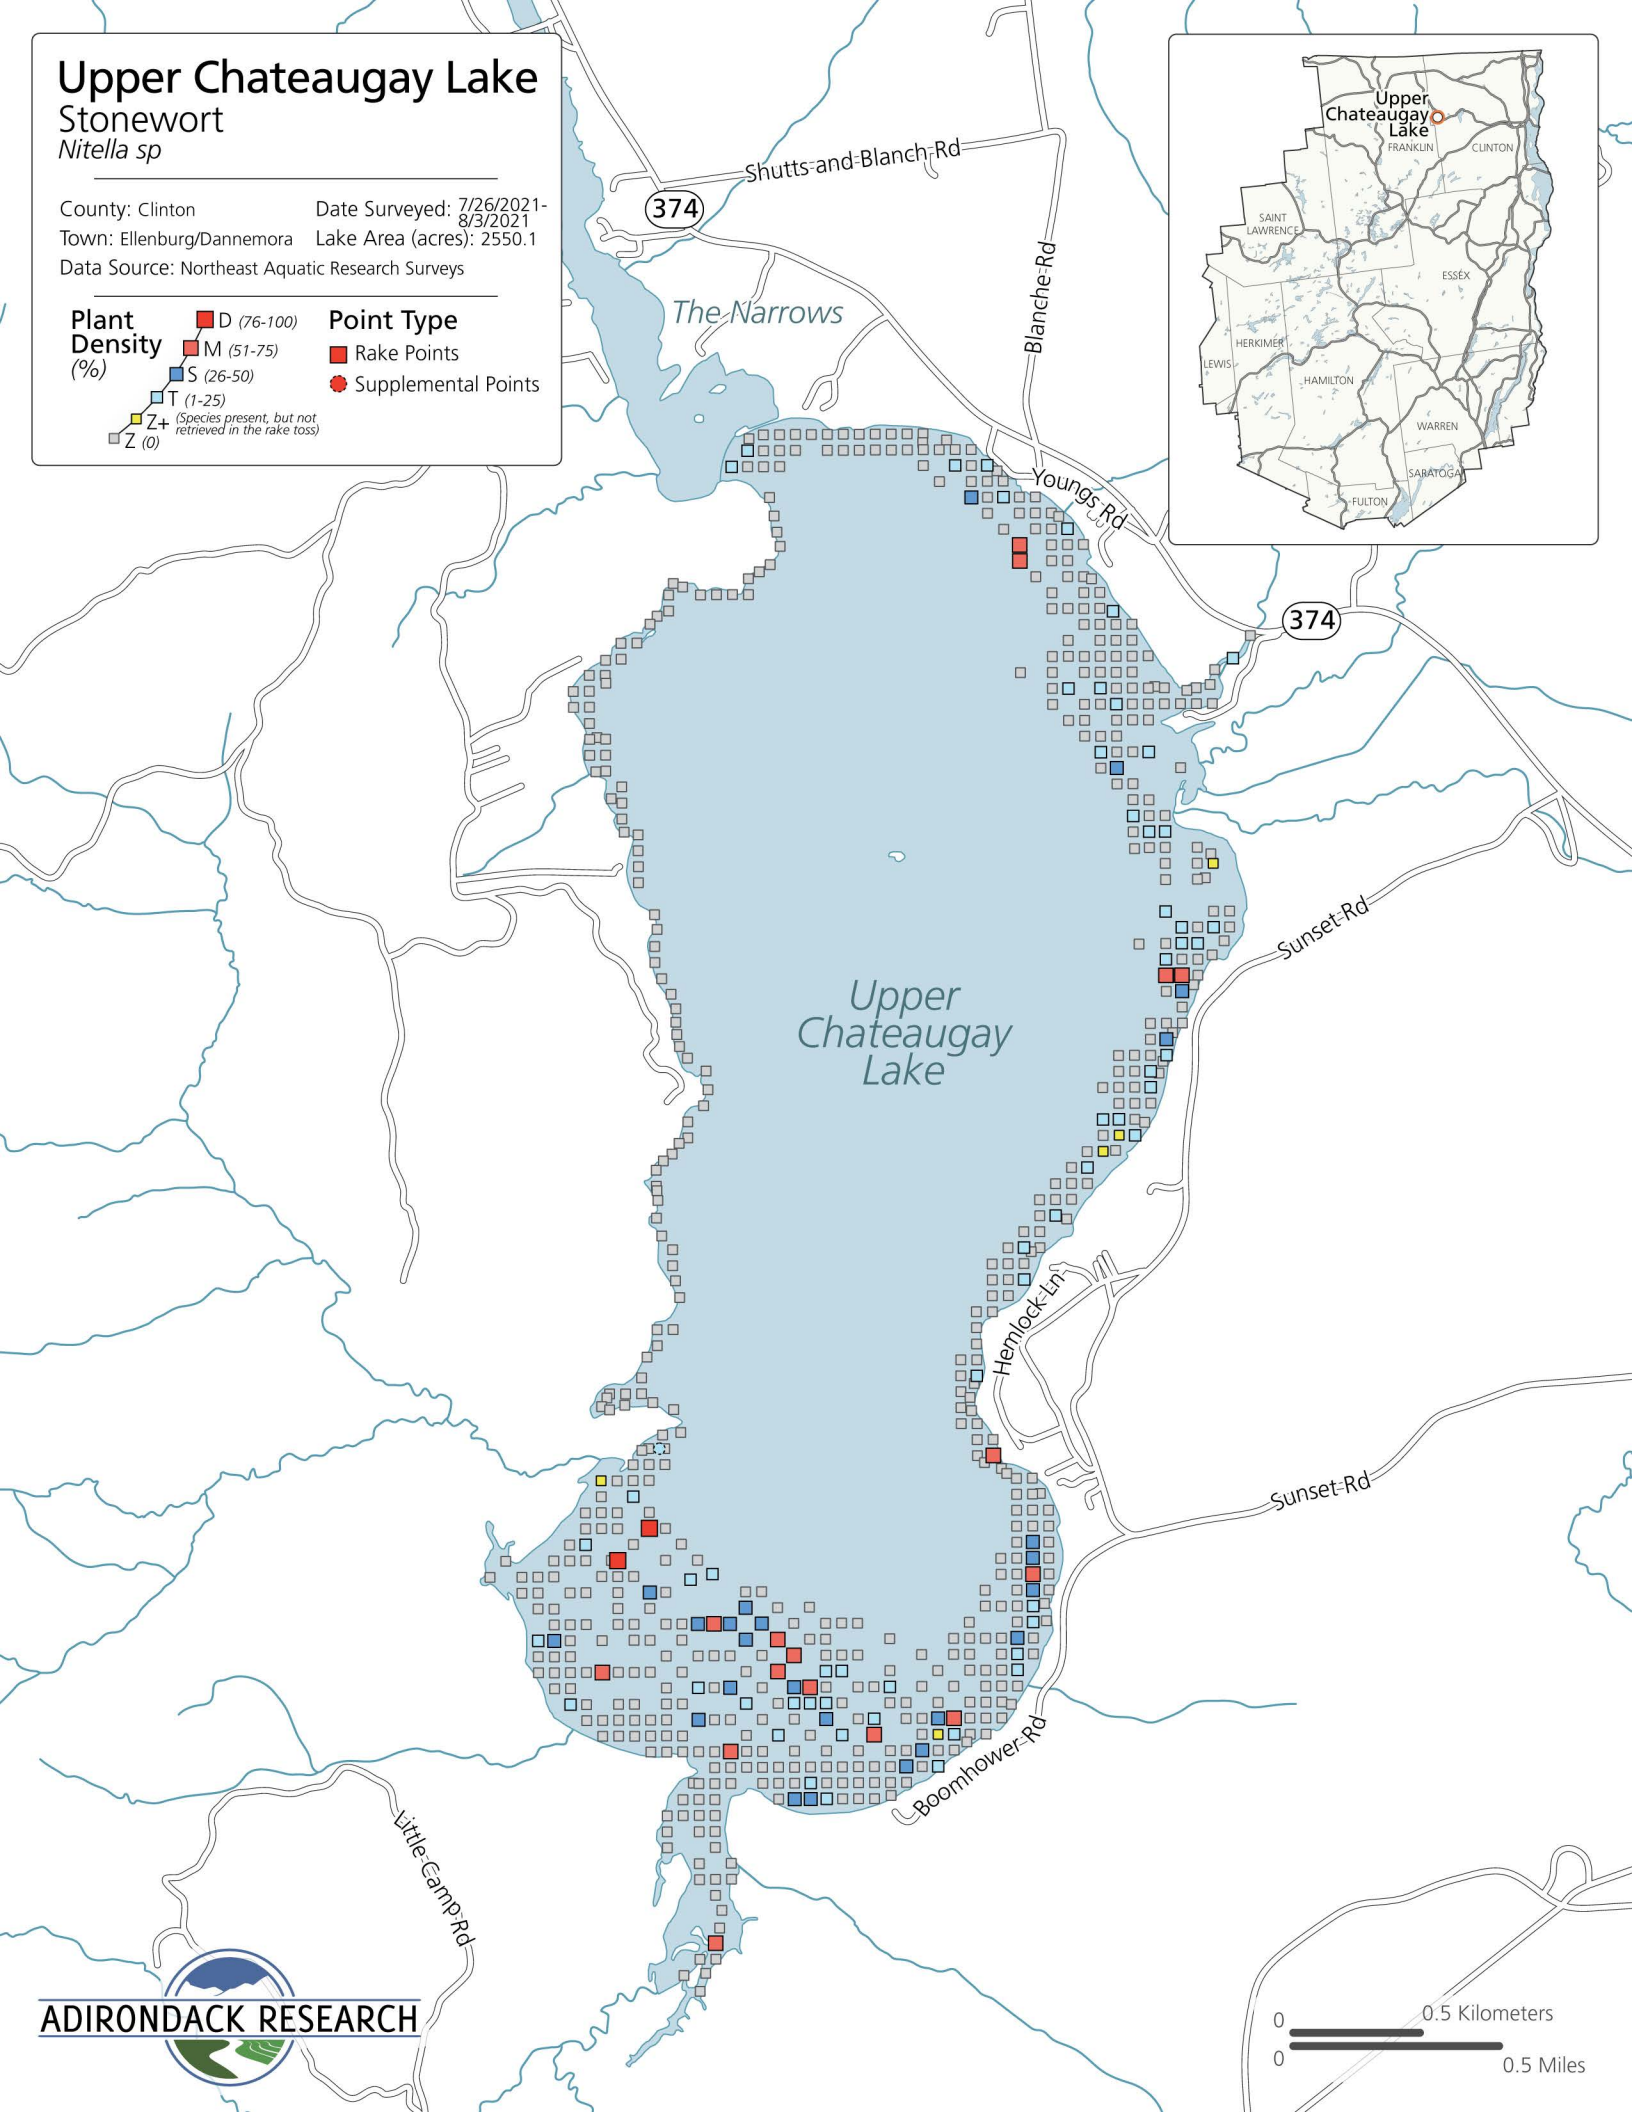 Upper Chateaugay Lake
Stonewort
Nitella sp
County: Clinton
Date Surveyed: 7/26/2021-
8/3/2021
Town: Ellenburg/Dannemora
Lake Area (acres): 2550.1
Data Source: Northeast Aquatic Research Surveys
Plant
Density
(%)
D (76-100)
M (51-75)
S (26-50)
T (1-25)
Z+ (Species present, but not
retrieved in the rake toss)
Z (0)
Point Type
Rake Points
Supplemental Points
Upper
Chateaugay
Lake
FRANKLIN
CLINTON
SAINT
LAWRENCE
ESSEX
HERKIMER
LEWIS
HAMILTON
WARREN
SARATOGA
FULTON
Shutts and Blanch Rd
374
Blanche Rd
The Narrows
Youngs Rd
374
Sunset Rd
Upper
Chateaugay
Lake
Hemlock Ln
Sunset Rd
Boomhower Rd
Little Camp Rd
ADIRONDACK RESEARCH
0
0.5 Kilometers
0
0.5 Miles